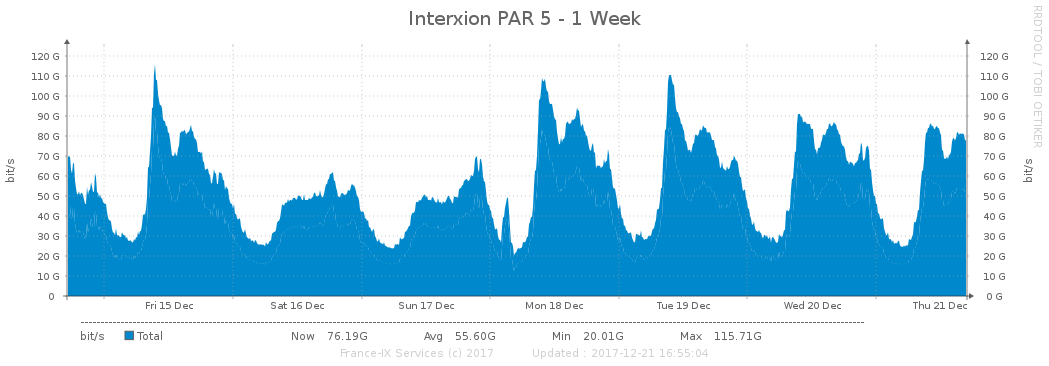 Interxion PAR 5 - 1 Week
RRDTOOL / TOBI OETIKER
bit/s
120 G
110 G
100 G
90 G
80 G
70 G
60 G
50 G
40 G
30 G
20 G
10 G
0
120 G
110 G
100 G
90 G
80 G
70 G
60 G
50 G
40 G
30 G
20 G
10 G
0 G
bit/s
Fri 15 Dec Sat 16 Dec Sun 17 Dec Mon 18 Dec Tue 19 Dec Wed 20 Dec Thu 21 Dec
bit/s Total Now 76.19G Avg 55.60G Min 20.01G Max 115.71G
France-IX Services (c) 2017 Updated : 2017-12-21 16:55:04